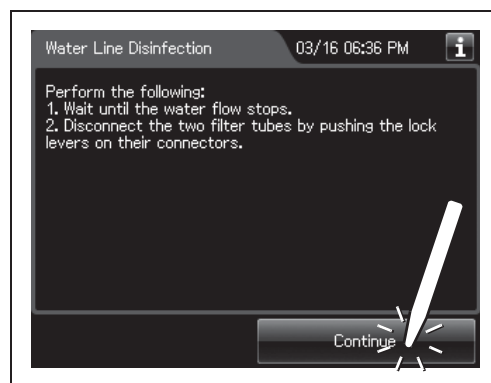 Water Line Disinfection 03/16 06:36 PM i
Perform the following:
1. Wait until the water flow stops.
2. Disconnect the two filter tubes by pushing the lock
levers on their connectors.
Continue